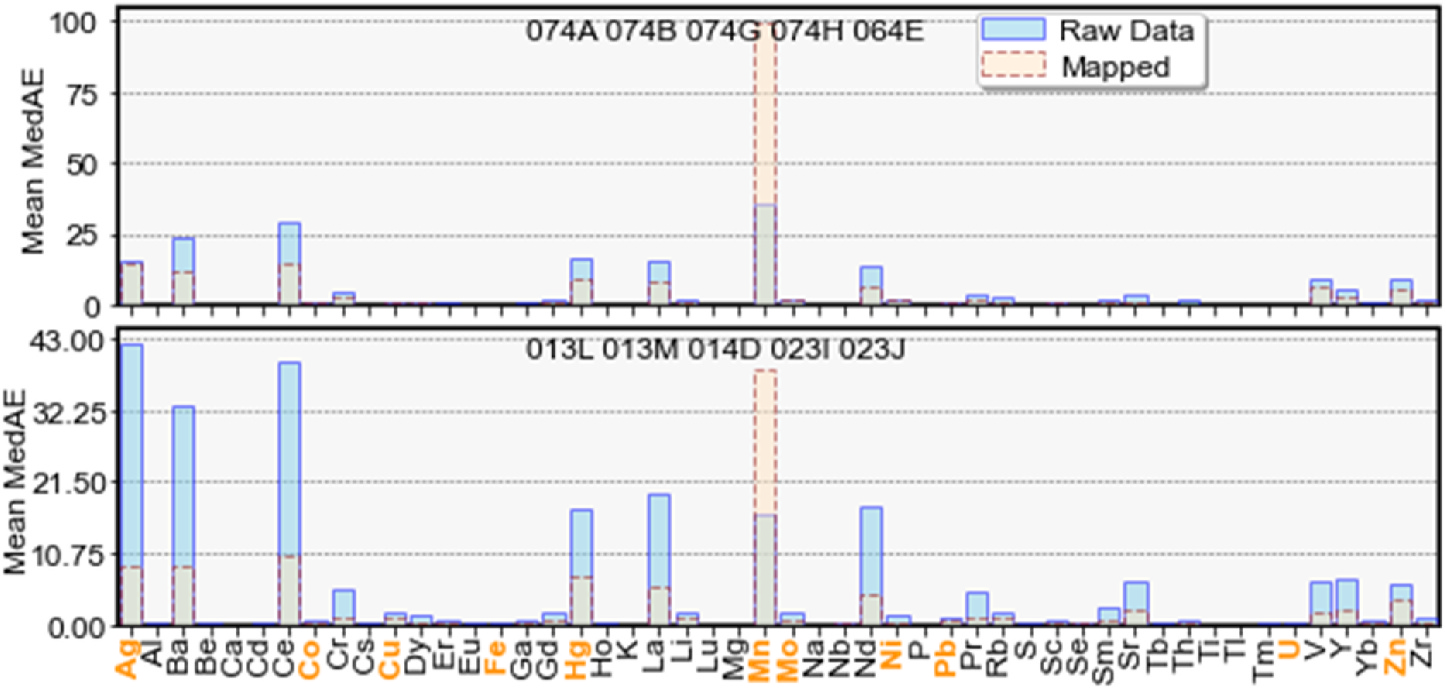 074A 074B 074G 074H 064E
Raw Data
Mapped
Mean MedAE
100
75
50
25
0
013L 013M 014D 023I 023J
Mean MedAE
43.00
32.25
21.50
10.75
0.00
Ag Al Ba Be Ca Cd Ce Co Cr Cs Cu Dy Er Eu Fe Ga Gd Hg Ho K La Li Lu Mg Mn Mo Na Nb Nd Ni P Pb Pr Rb S Sc Se Sm Sr Tb Th Ti Tl Tm U V Y Yb Zn Zr